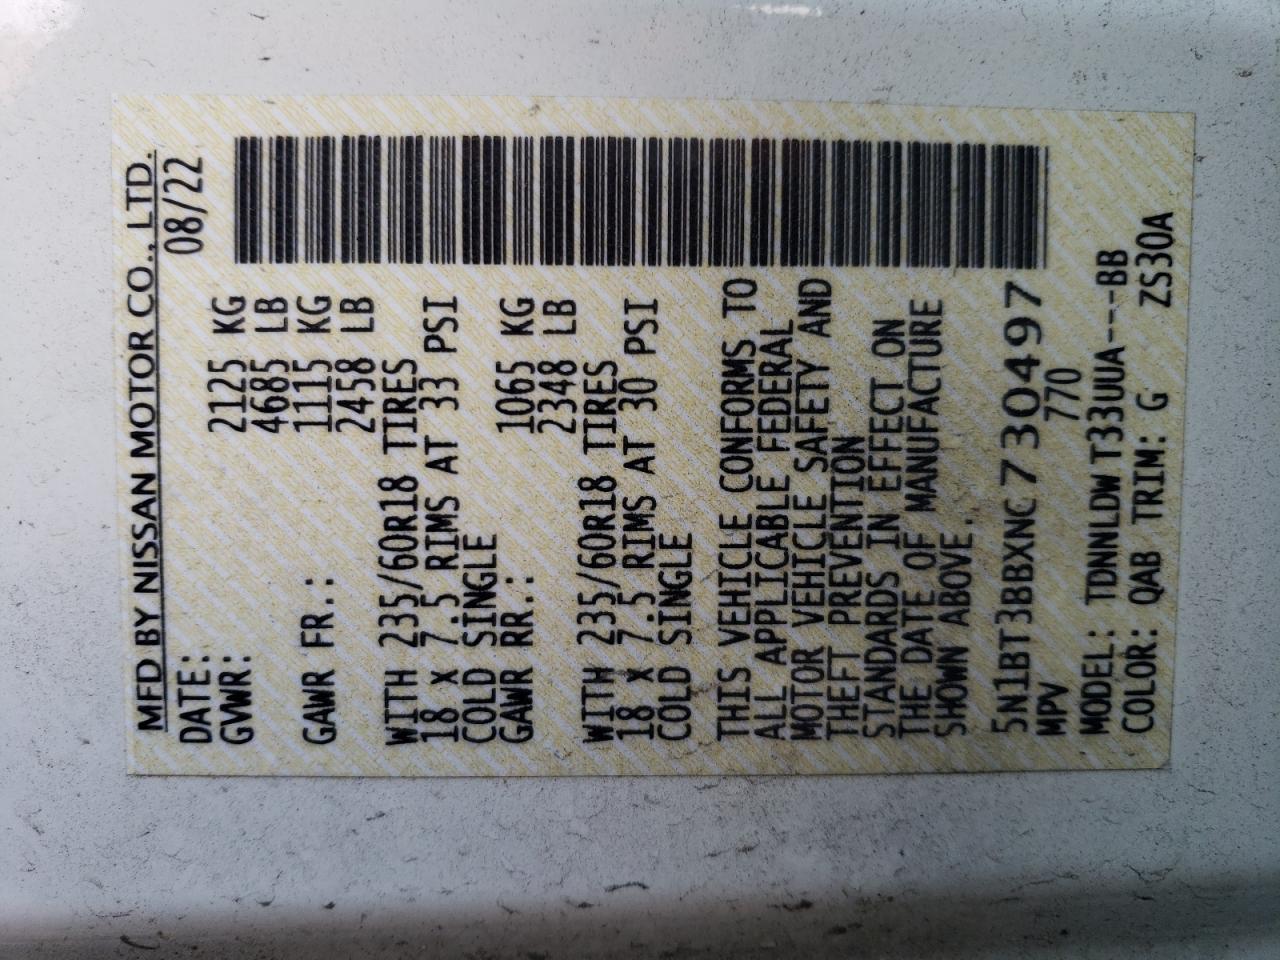 MFD BY NISSAN MOTOR CO., LTD.
DATE: 08/22
GVWR: 2125 KG
4685 LB
GAWR FR.: 1115 KG
2458 LB
WITH 235/60R18 TIRES
18 X 7.5 RIMS AT 33 PSI
COLD SINGLE
GAWR RR.: 1065 KG
2348 LB
WITH 235/60R18 TIRES
18 X 7.5 RIMS AT 30 PSI
COLD SINGLE
THIS VEHICLE CONFORMS TO
ALL APPLICABLE FEDERAL
MOTOR VEHICLE SAFETY AND
THEFT PREVENTION
STANDARDS IN EFFECT ON
THE DATE OF MANUFACTURE
SHOWN ABOVE.
5N1BT3BBXNC730497
MPV 770
MODEL: TDNNLDW T33UUA---BB
COLOR: QAB TRIM: G ZS30A